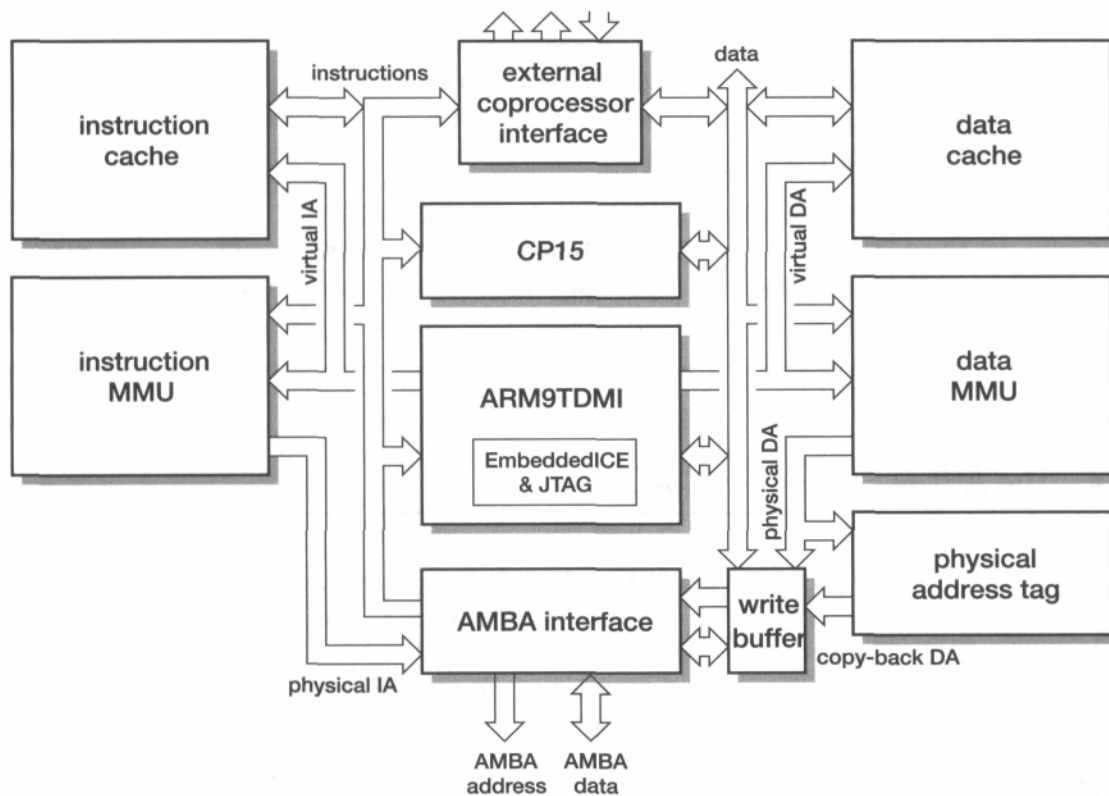 instructions
external
coprocessor
interface
data
instruction
cache
data
cache
virtual IA
CP15
virtual DA
instruction
MMU
ARM9TDMI
EmbeddedICE
& JTAG
data
MMU
physical DA
physical
address tag
AMBA interface
write
buffer
copy-back DA
physical IA
AMBA
address
AMBA
data